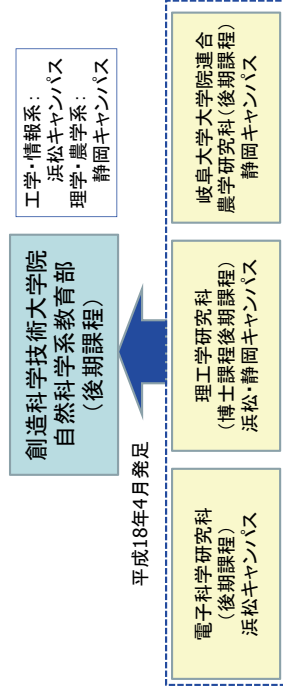 創造科学技術大学院
自然科学系教育部
(後期課程)
工学・情報系:
浜松キャンパス
理学・農学系:
静岡キャンパス
平成18年4月発足
電子科学研究科
(後期課程)
浜松キャンパス
理工学研究科
(博士課程後期課程)
浜松・静岡キャンパス
岐阜大学大学院連合
農学研究科(後期課程)
静岡キャンパス